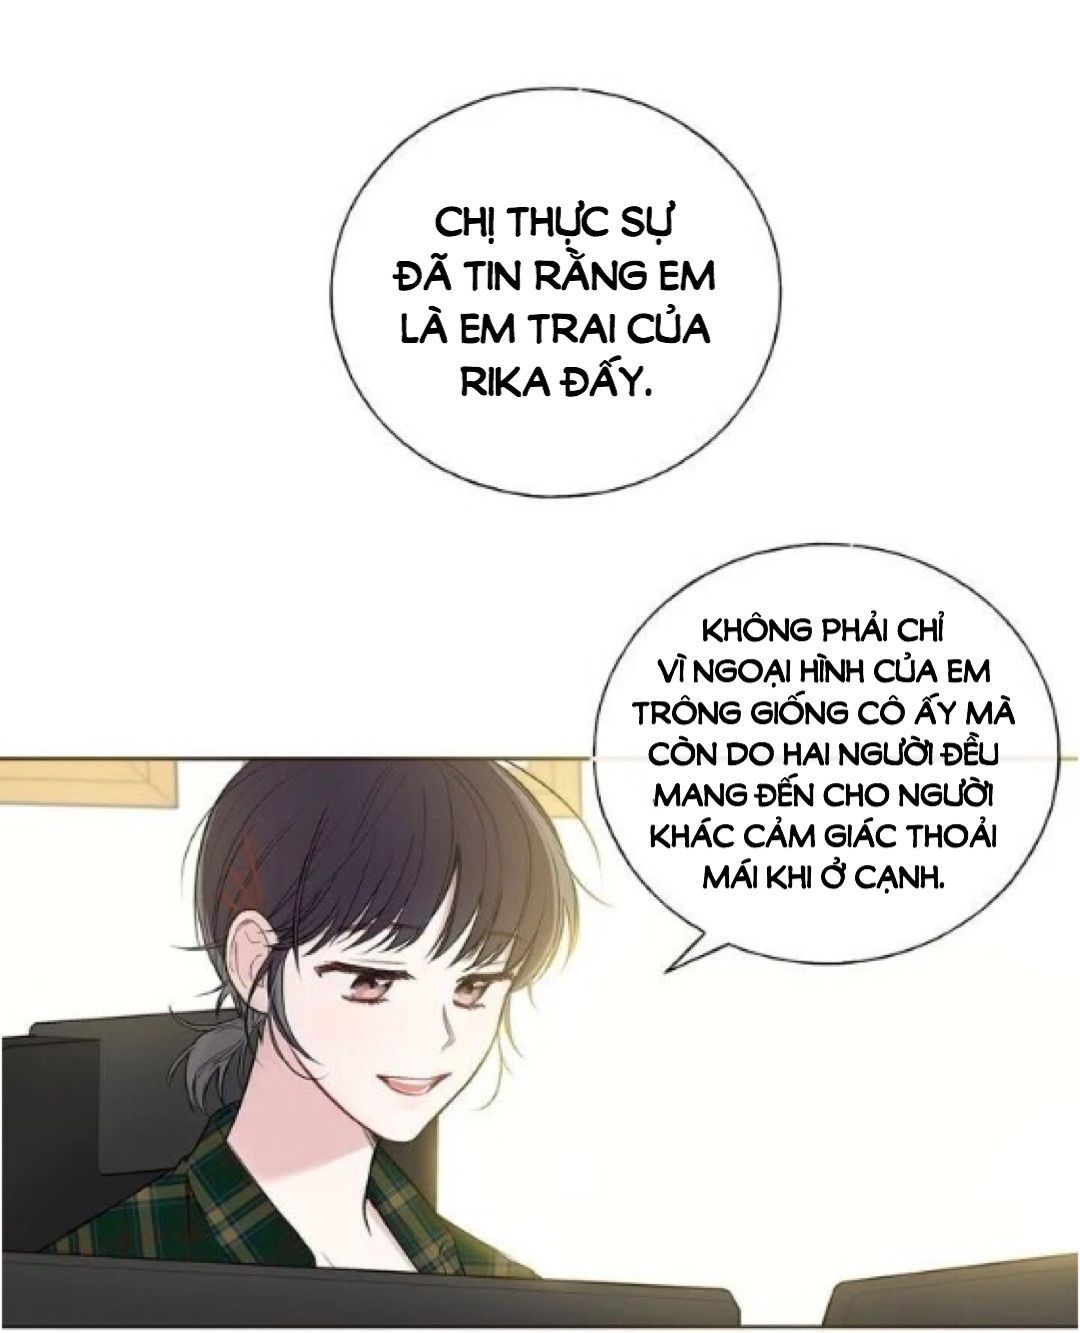 CHỊ THỰC SỰ
ĐÃ TIN RẰNG EM
LÀ EM TRAI CỦA
RIKA ĐẤY.
KHÔNG PHẢI CHỈ
VÌ NGOẠI HÌNH CỦA EM
TRÔNG GIỐNG CÔ ẤY MÀ
CÒN DO HAI NGƯỜI ĐỀU
MANG ĐẾN CHO NGƯỜI
KHÁC CẢM GIÁC THOẢI
MÁI KHI Ở CẠNH.